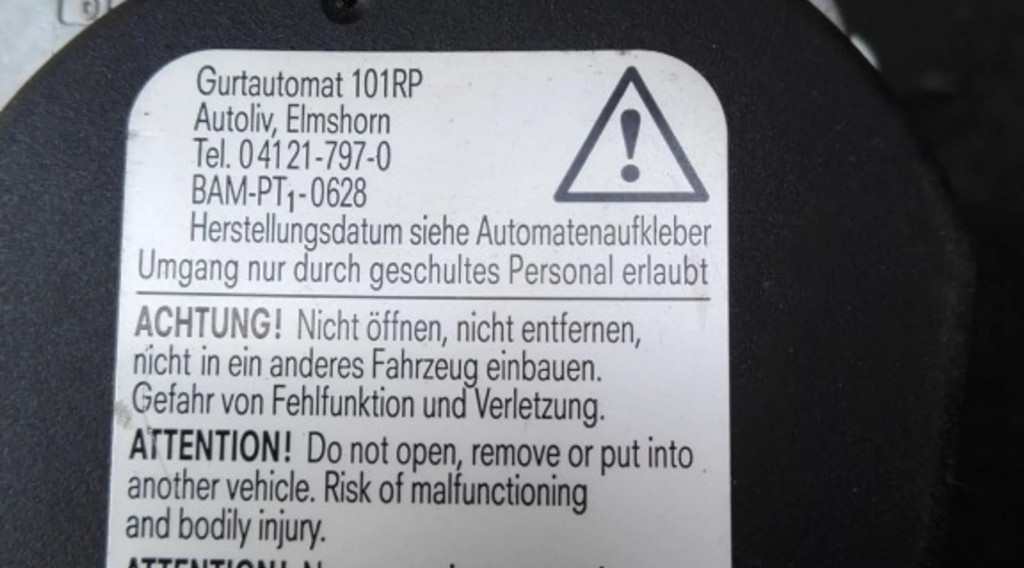 Gurtautomat 101RP
Autoliv, Elmshorn
Tel. 04121-797-0
BAM-PT1-0628
Herstellungsdatum siehe Automatenaufkleber
Umgang nur durch geschultes Personal erlaubt
ACHTUNG! Nicht öffnen, nicht entfernen,
nicht in ein anderes Fahrzeug einbauen.
Gefahr von Fehlfunktion und Verletzung.
ATTENTION! Do not open, remove or put into
another vehicle. Risk of malfunctioning
and bodily injury.
ATTENTION!